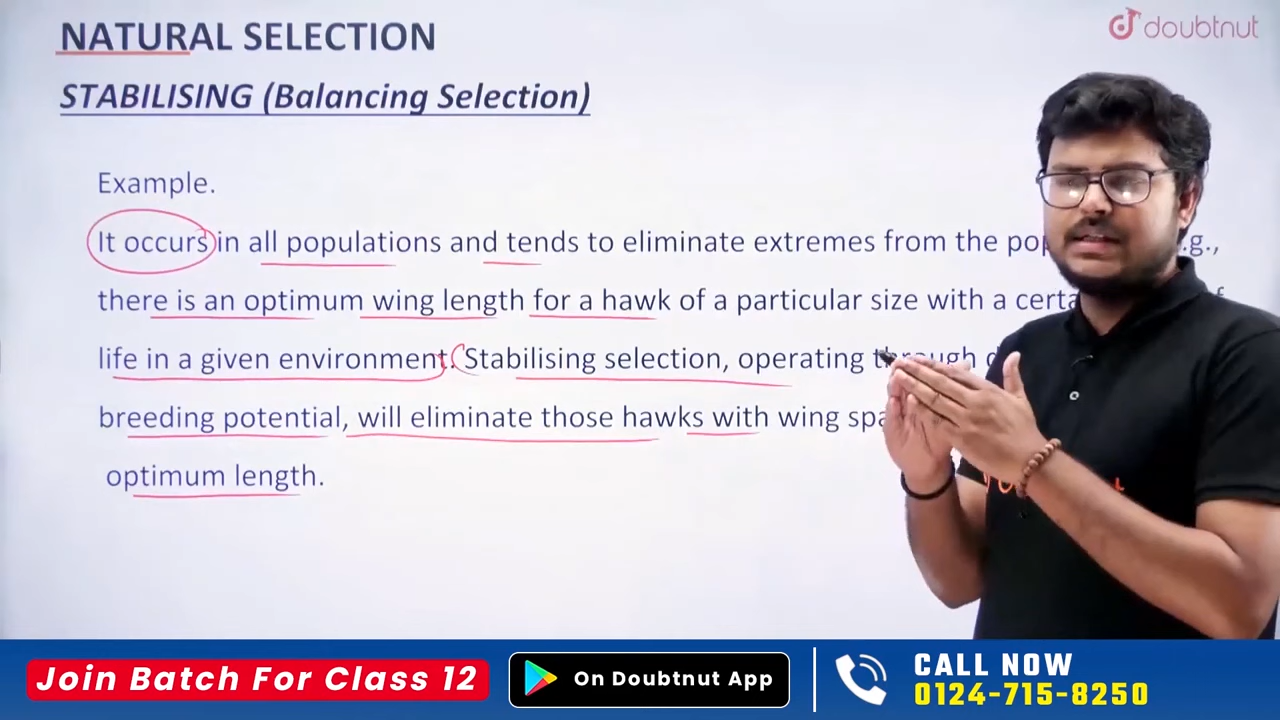 NATURAL SELECTION
doubtnut
STABILISING (Balancing Selection)
Example.
It occurs in all populations and tends to eliminate extremes from the
there is an optimum wing length for a hawk of a particular size with a
life in a given environment. Stabilising selection, operating through
breeding potential, will eliminate those hawks with wing
optimum length.
Join Batch For Class 12
On Doubtnut App
CALL NOW
0124-715-8250